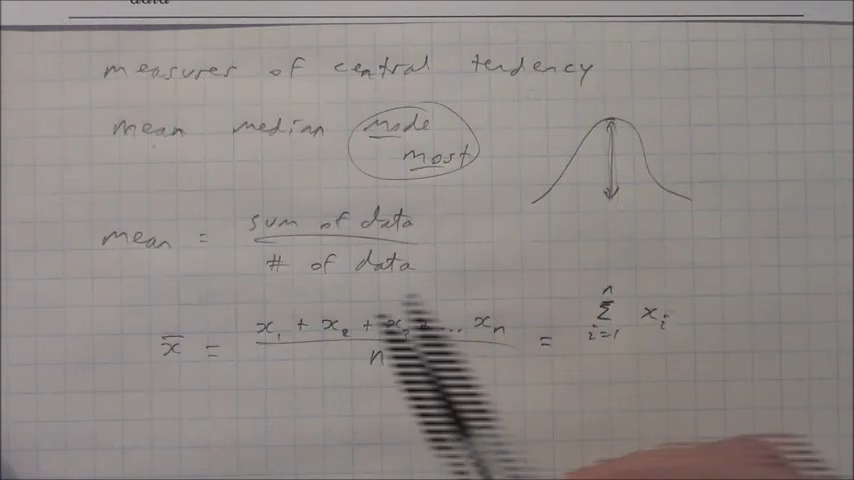 data
measures of central tendency
mean median mode
most
mean = sum of data
# of data
x̄ = x₁ + x₂ + x₃ + ... xₙ = n Σ i=1 xᵢ
n